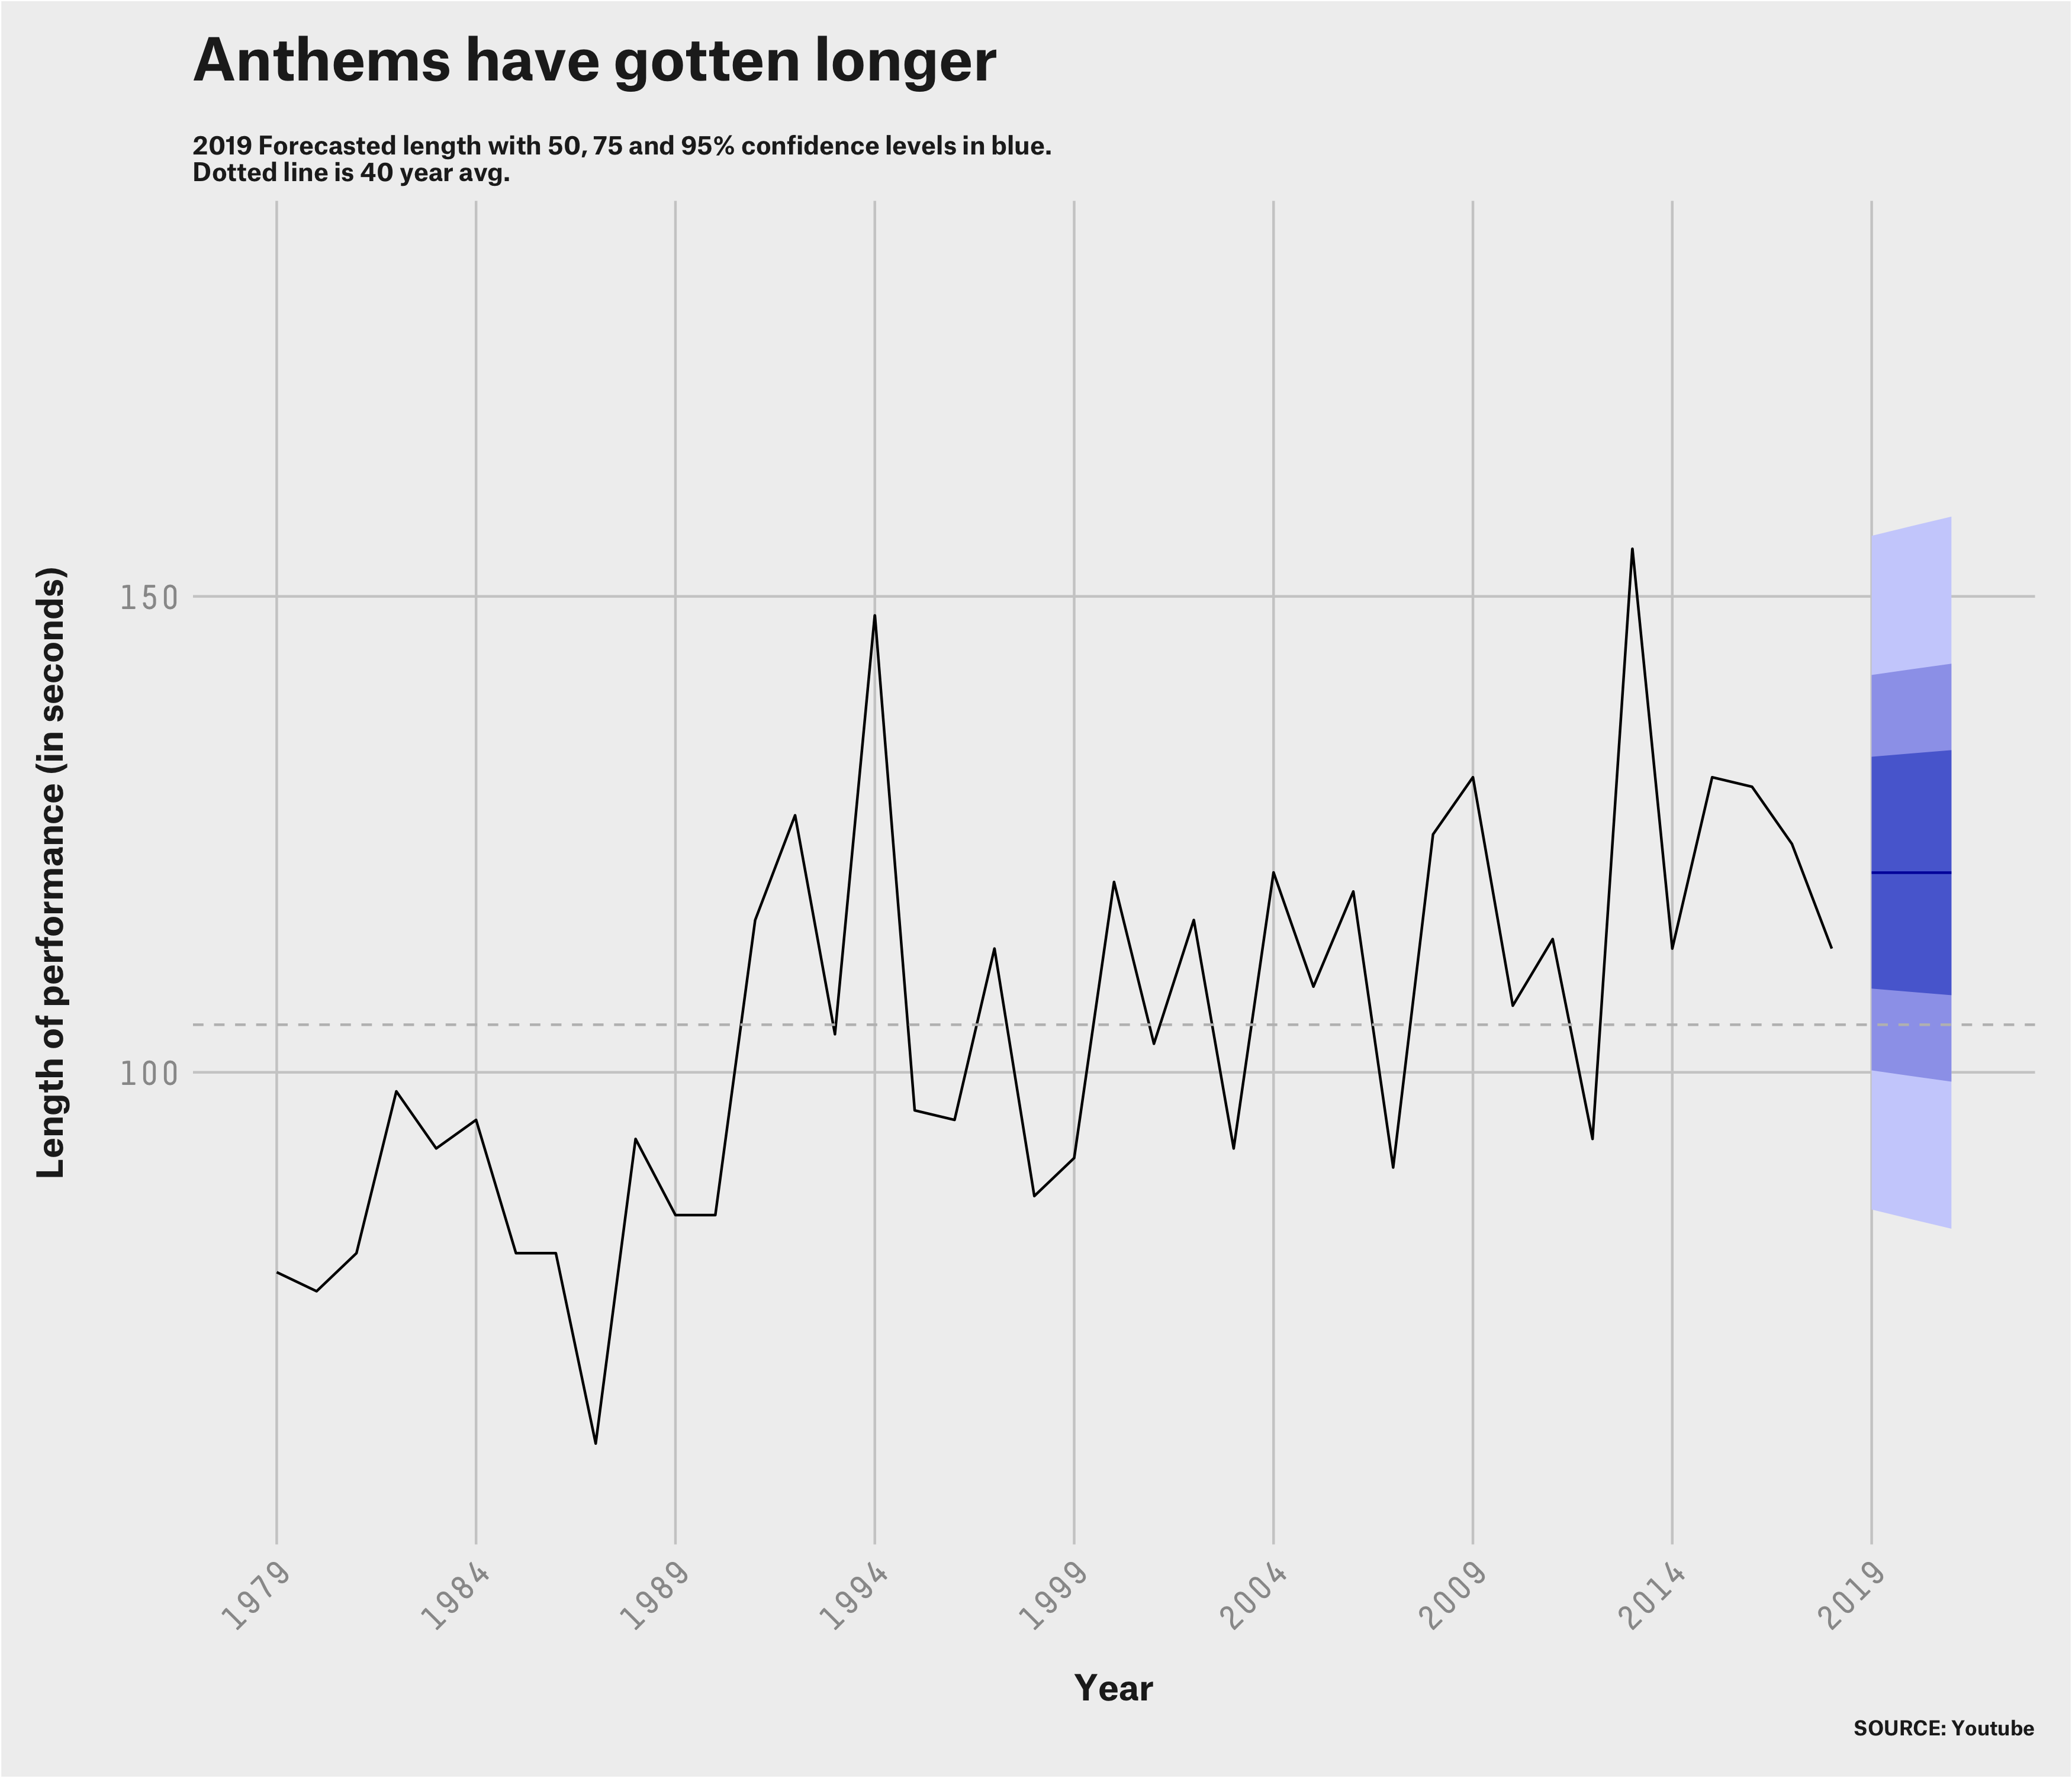 Anthems have gotten longer
2019 Forecasted length with 50, 75 and 95% confidence levels in blue.
Dotted line is 40 year avg.
Length of performance (in seconds)
150
100
1979
1984
1989
1994
1999
2004
2009
2014
2019
Year
SOURCE: Youtube